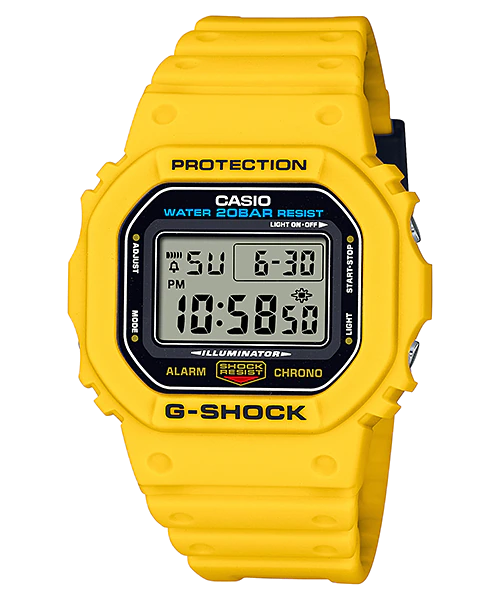 PROTECTION
CASIO
WATER 20BAR RESIST
LIGHT ON·OFF
ADJUST
START·STOP
SU 6-30
PM
10:58 50
MODE
LIGHT
ILLUMINATOR
ALARM SHOCK RESIST CHRONO
G-SHOCK